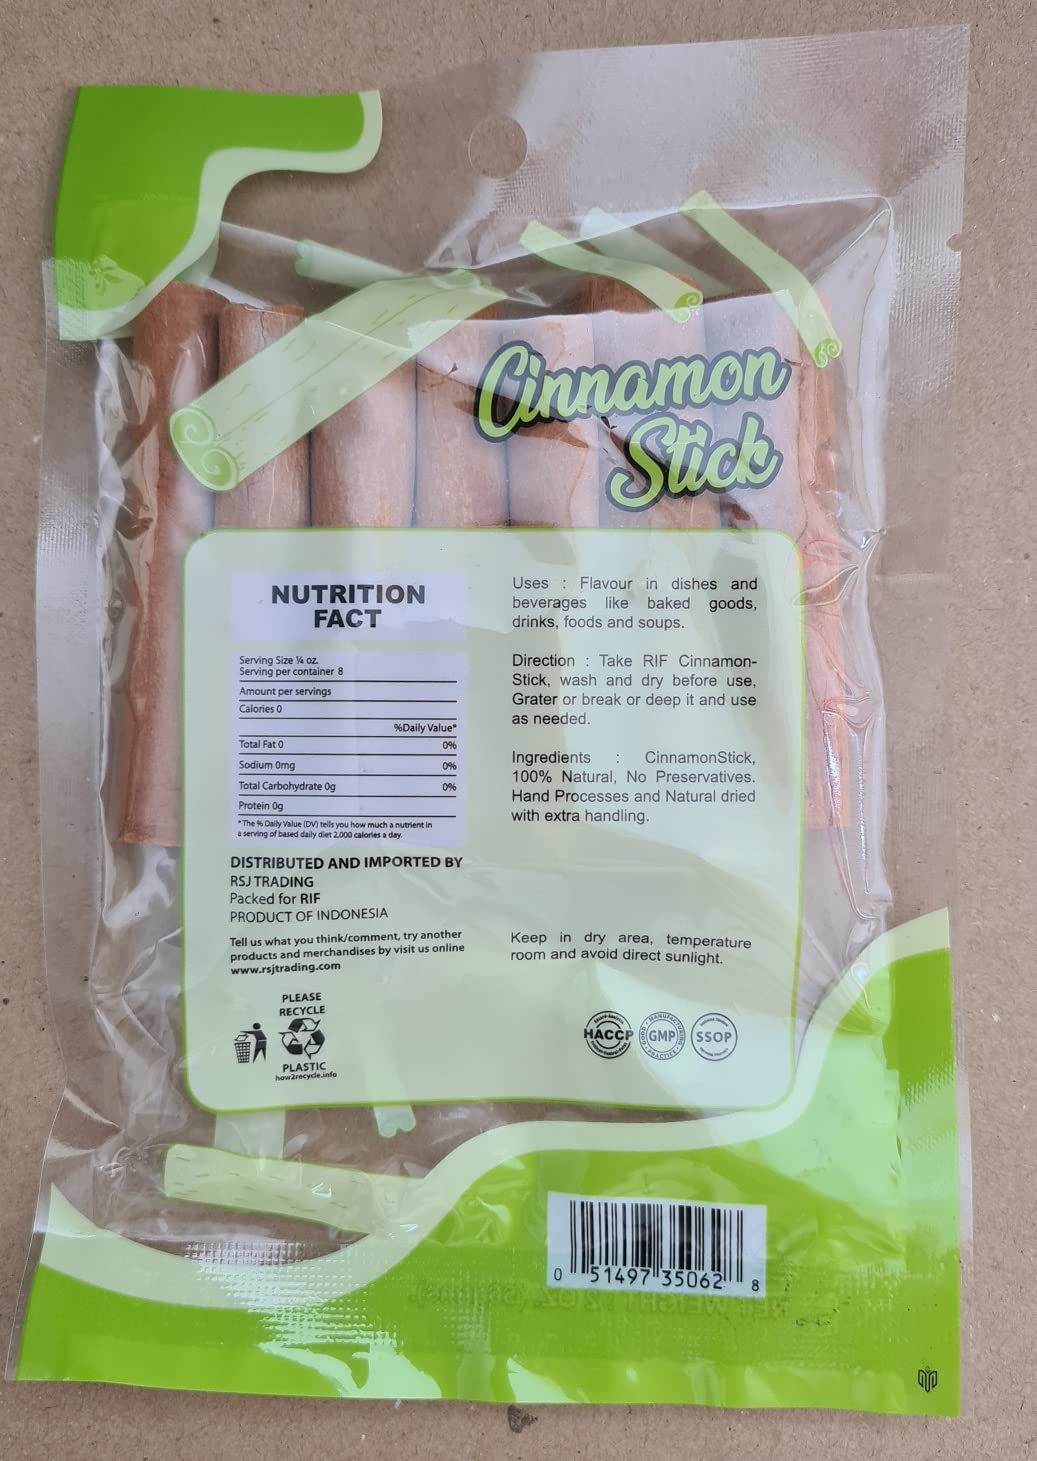 Cinnamon
Stick
NUTRITION
FACT
Serving Size ¼ oz.
Serving per container 8
Amount per servings
Calories 0
%Daily Value*
Total Fat 0 0%
Sodium 0mg 0%
Total Carbohydrate 0g 0%
Protein 0g
*The % Daily Value (DV) tells you how much a nutrient in
a serving of based daily diet 2,000 calories a day.
DISTRIBUTED AND IMPORTED BY
RSJ TRADING
Packed for RIF
PRODUCT OF INDONESIA
Tell us what you think/comment, try another
products and merchandises by visit us online
www.rsjtrading.com
PLEASE
RECYCLE
PLASTIC
how2recycle.info
Uses : Flavour in dishes and
beverages like baked goods,
drinks, foods and soups.
Direction : Take RIF Cinnamon-
Stick, wash and dry before use,
Grater or break or deep it and use
as needed.
Ingredients : CinnamonStick,
100% Natural, No Preservatives.
Hand Processes and Natural dried
with extra handling.
Keep in dry area, temperature
room and avoid direct sunlight.
HACCP
GOOD MANUFACTURING
GMP
PRACTICE
SSOP
0 51497 35062 8